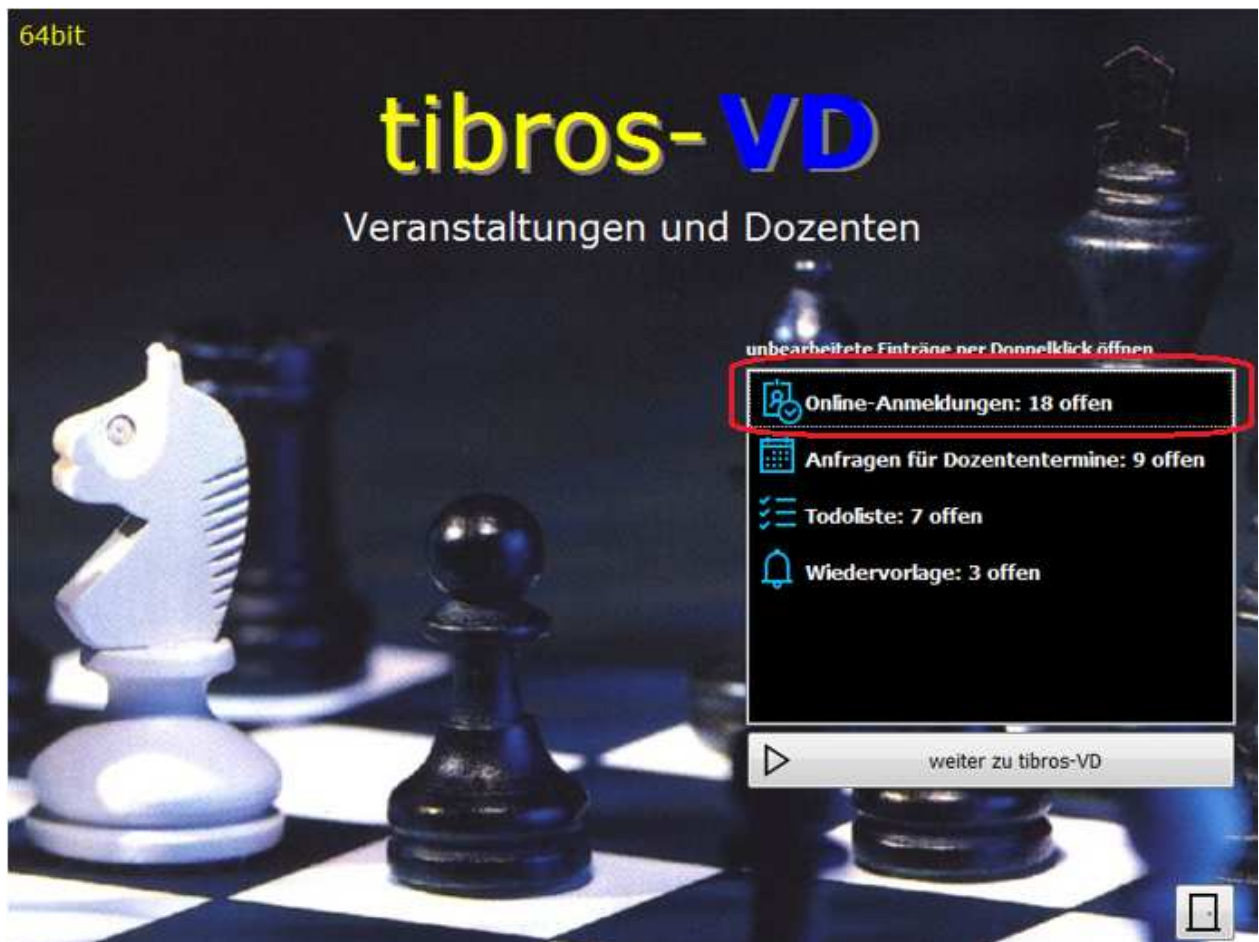 64bit
tibros-VD
Veranstaltungen und Dozenten
unbearbeitete Einträge per Doppelklick öffnen
Online-Anmeldungen: 18 offen
Anfragen für Dozententermine: 9 offen
Todoliste: 7 offen
Wiedervorlage: 3 offen
weiter zu tibros-VD